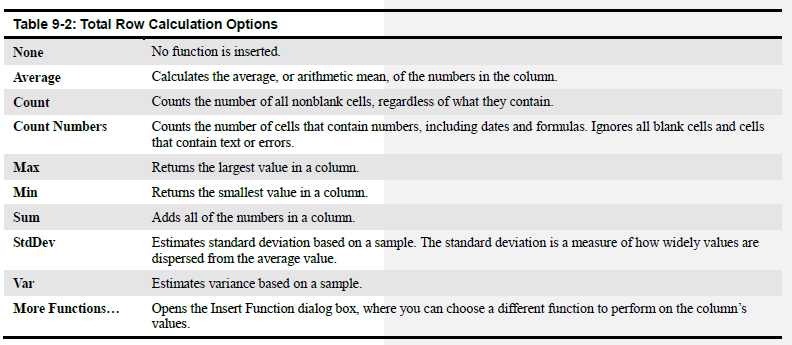 Table 9-2: Total Row Calculation Options
None No function is inserted.
Average Calculates the average, or arithmetic mean, of the numbers in the column.
Count Counts the number of all nonblank cells, regardless of what they contain.
Count Numbers Counts the number of cells that contain numbers, including dates and formulas. Ignores all blank cells and cells
that contain text or errors.
Max Returns the largest value in a column.
Min Returns the smallest value in a column.
Sum Adds all of the numbers in a column.
StdDev Estimates standard deviation based on a sample. The standard deviation is a measure of how widely values are
dispersed from the average value.
Var Estimates variance based on a sample.
More Functions… Opens the Insert Function dialog box, where you can choose a different function to perform on the column’s
values.